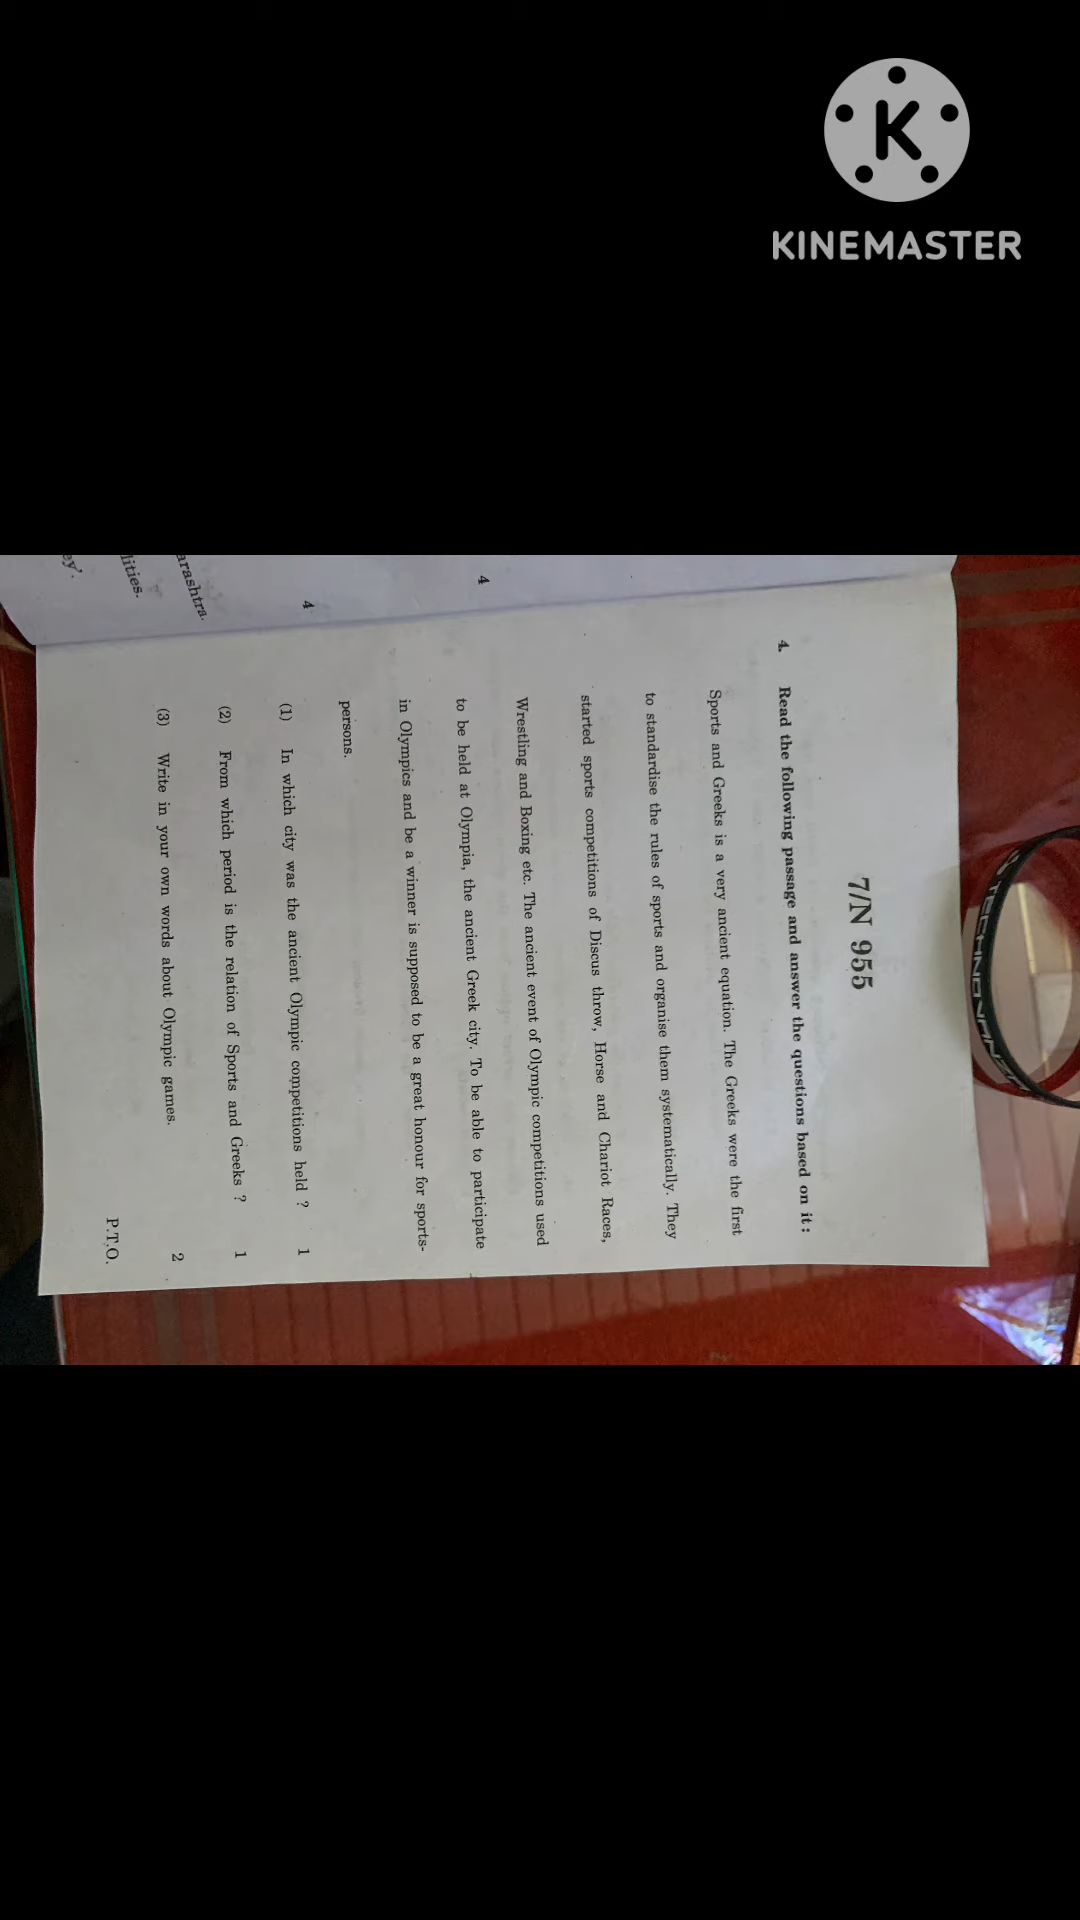 KINEMASTER
7/N 955
4. Read the following passage and answer the questions based on it :
Sports and Greeks is a very ancient equation. The Greeks were the first
to standardise the rules of sports and organise them systematically. They
started sports competitions of Discus throw, Horse and Chariot Races,
Wrestling and Boxing etc. The ancient event of Olympic competitions used
to be held at Olympia, the ancient Greek city. To be able to participate
in Olympics and be a winner is supposed to be a great honour for sports-
persons.
(1) In which city was the ancient Olympic competitions held ? 1
(2) From which period is the relation of Sports and Greeks ? 1
(3) Write in your own words about Olympic games. 2
P.T.O.
4
4
arashtra.
lities.
ey'.